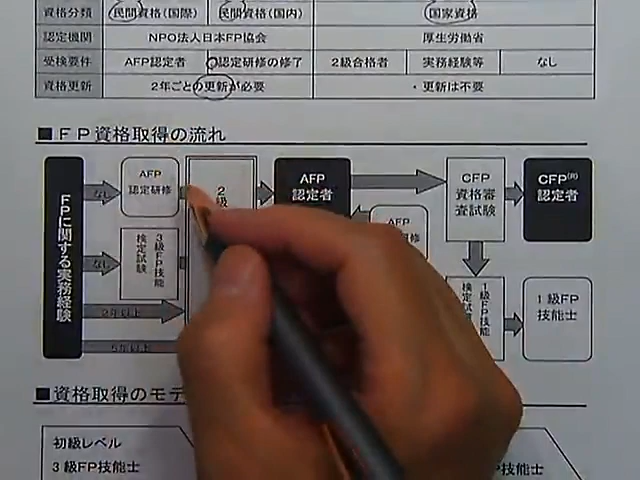 資格分類 民間資格(国際) 民間資格(国内) 国家資格
認定機関 NPO法人日本FP協会 厚生労働省
受検要件 AFP認定者 認定研修の修了 2級合格者 実務経験等 なし
資格更新 2年ごとの更新が必要 ・更新は不要
■FP資格取得の流れ
FPに関する実務経験
なし
AFP
認定研修
2級
AFP
認定者
CFP
資格審
査試験
CFP(R)
認定者
なし
3級FP技能
検定試験
AFP
2年以上
5年以上
1級FP技能
検定試
1級FP
技能士
■資格取得のモデ
初級レベル
3級FP技能士
技能士